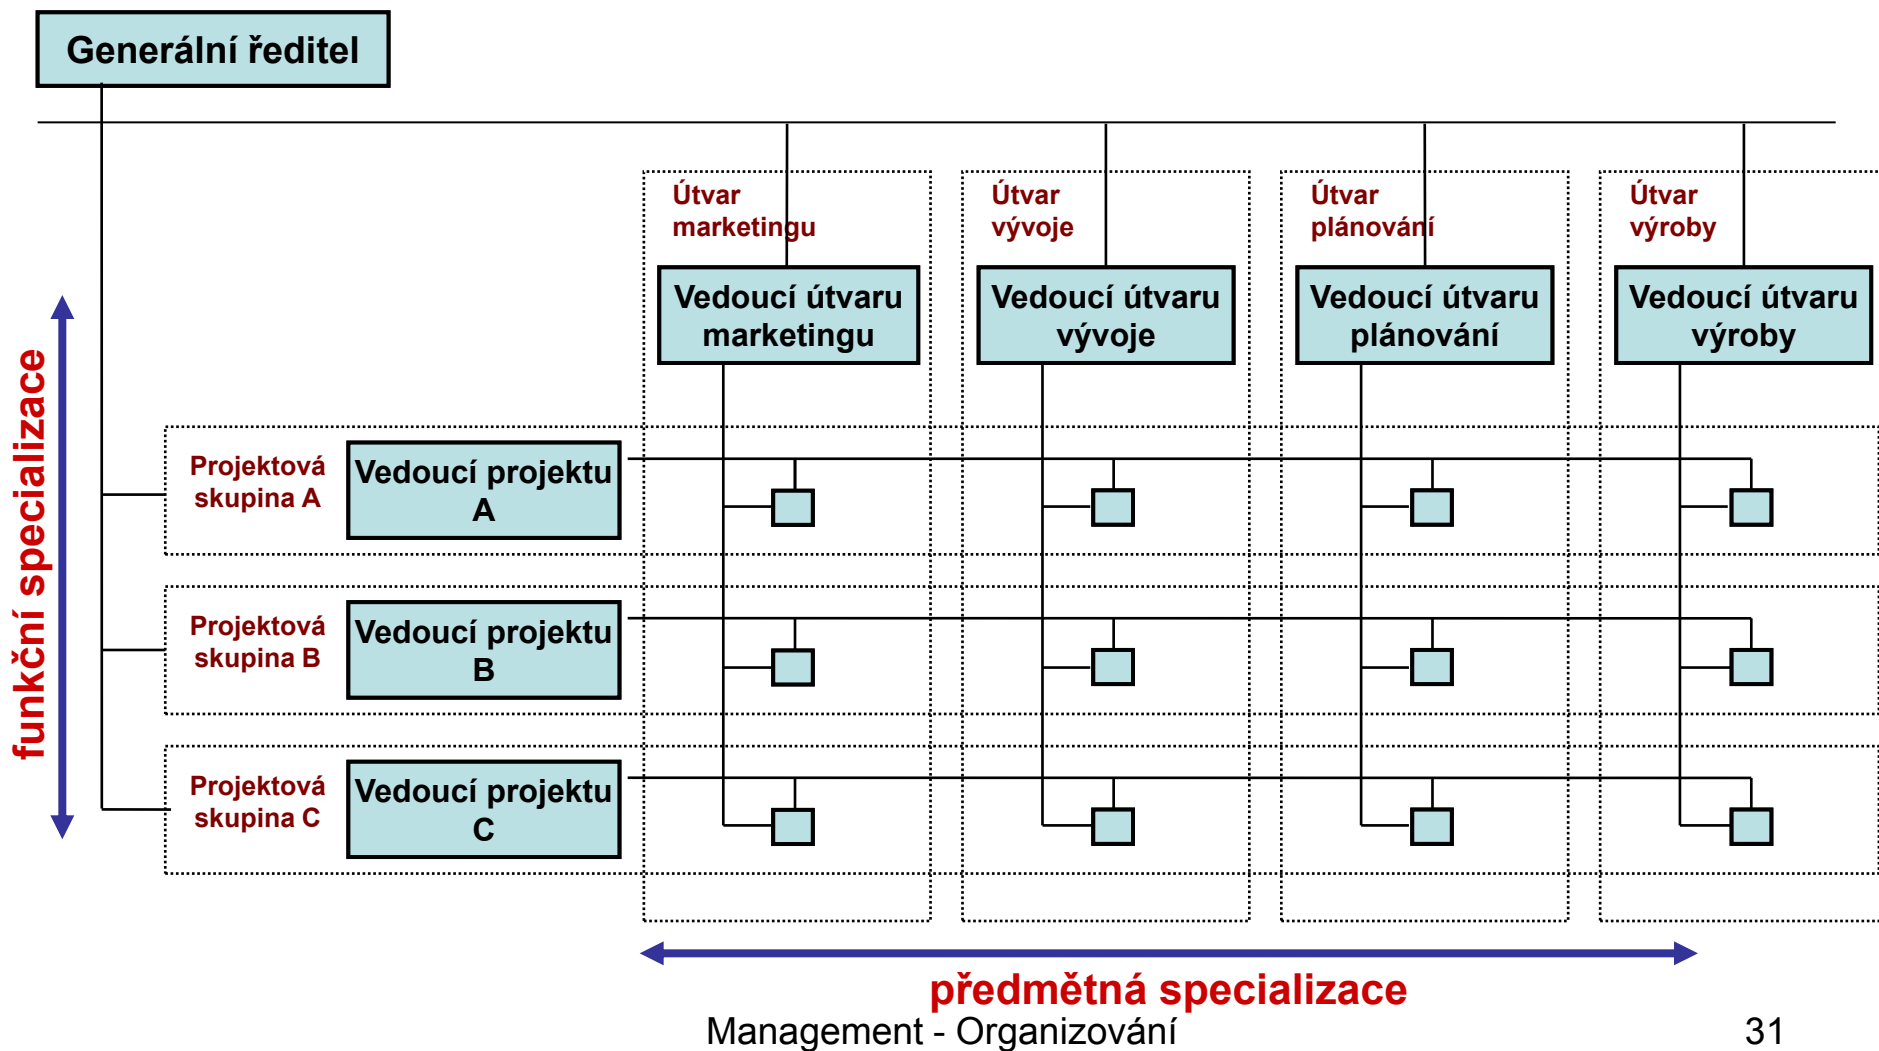 Generální ředitel
Útvar
marketingu
Útvar
vývoje
Útvar
plánování
Útvar
výroby
Vedoucí útvaru
marketingu
Vedoucí útvaru
vývoje
Vedoucí útvaru
plánování
Vedoucí útvaru
výroby
funkční specializace
Projektová
skupina A
Vedoucí projektu
A
Projektová
skupina B
Vedoucí projektu
B
Projektová
skupina C
Vedoucí projektu
C
předmětná specializace
Management - Organizování
31